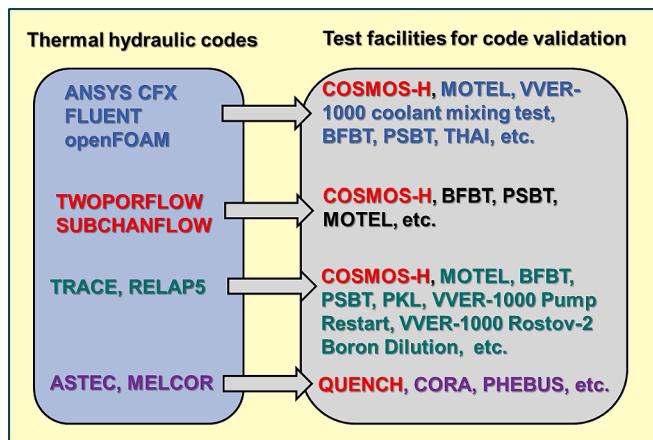 Thermal hydraulic codes
Test facilities for code validation
ANSYS CFX
FLUENT
openFOAM
COSMOS-H, MOTEL, VVER-
1000 coolant mixing test,
BFBT, PSBT, THAI, etc.
TWOPORFLOW
SUBCHANFLOW
COSMOS-H, BFBT, PSBT,
MOTEL, etc.
TRACE, RELAP5
COSMOS-H, MOTEL, BFBT,
PSBT, PKL, VVER-1000 Pump
Restart, VVER-1000 Rostov-2
Boron Dilution, etc.
ASTEC, MELCOR
QUENCH, CORA, PHEBUS, etc.